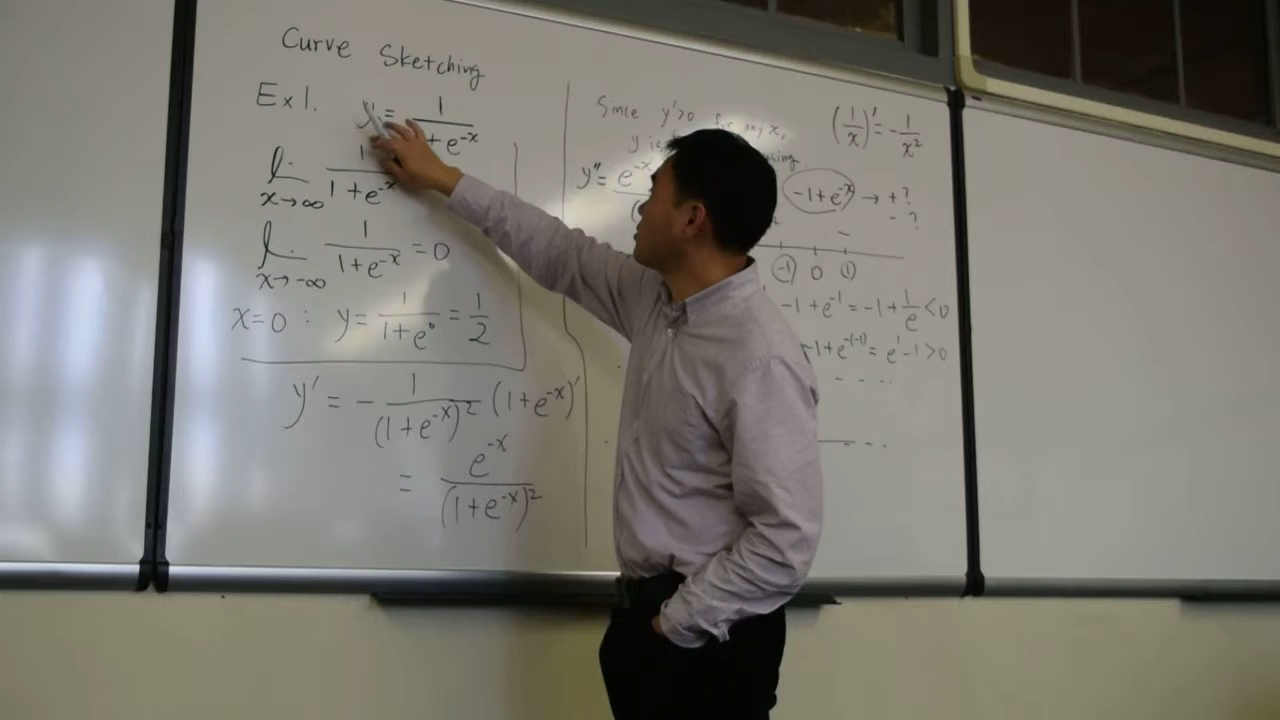 Curve Sketching
Ex1. y = 1/(1+e^-x)
lim x→∞ 1/(1+e^-x)
lim x→-∞ 1/(1+e^-x) = 0
x=0 : y = 1/(1+e^0) = 1/2
y' = - 1/(1+e^-x)^2 (1+e^-x)'
= e^-x/(1+e^-x)^2
Since y'>0 for any x,
y is
y'' = e^-x
(1/x)' = - 1/x^2
-1+e^-x → + ?
- ?
-
-1 0 1
-1+e^-1 = -1+1/e <0
-1+e^-(-1) = e^1-1>0